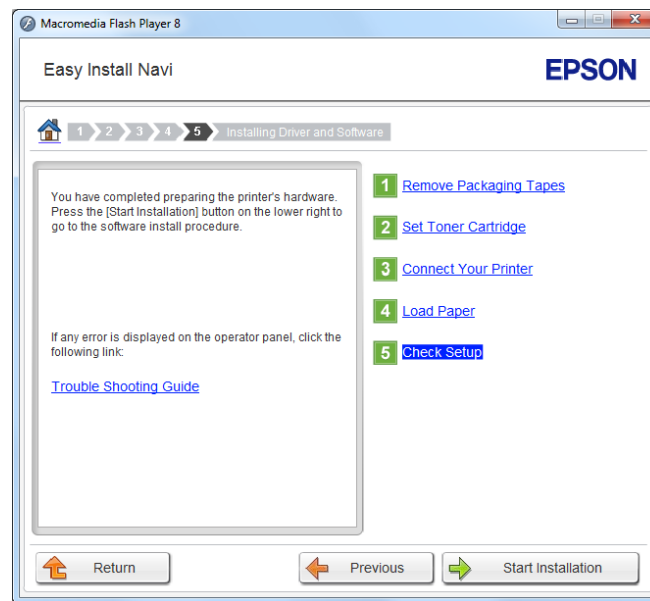 Macromedia Flash Player 8
Easy Install Navi
EPSON
1 2 3 4 5 Installing Driver and Software
You have completed preparing the printer's hardware.
Press the [Start Installation] button on the lower right to
go to the software install procedure.
If any error is displayed on the operator panel, click the
following link:
Trouble Shooting Guide
1 Remove Packaging Tapes
2 Set Toner Cartridge
3 Connect Your Printer
4 Load Paper
5 Check Setup
Return
Previous
Start Installation